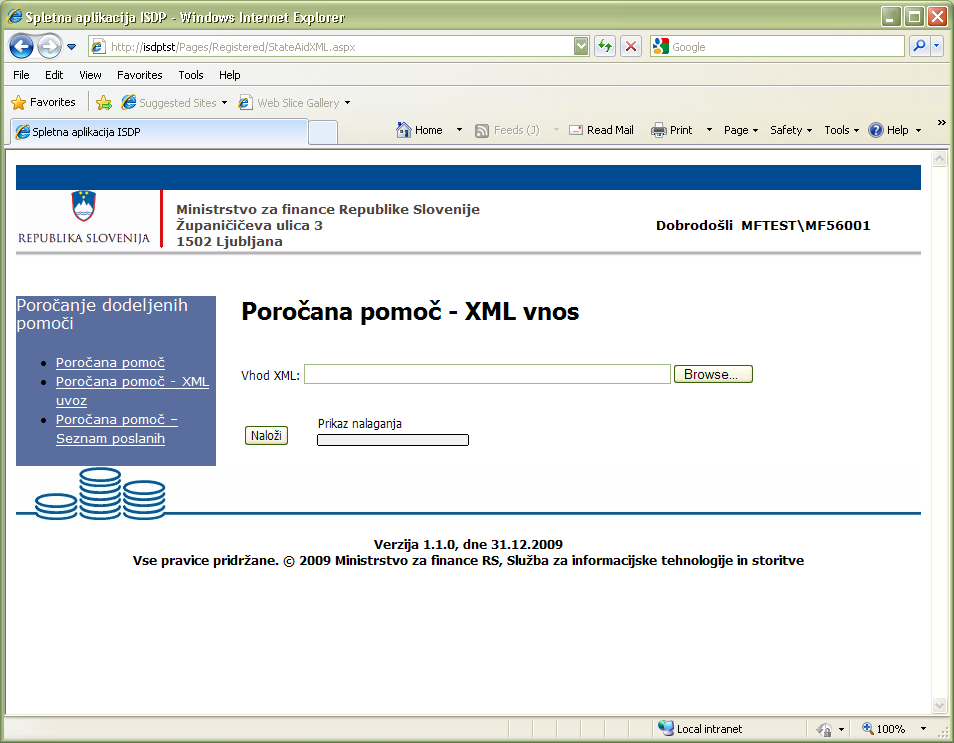 Spletna aplikacija ISDP - Windows Internet Explorer
http://isdptst/Pages/Registered/StateAidXML.aspx
Google
File Edit View Favorites Tools Help
Favorites Suggested Sites Web Slice Gallery
Spletna aplikacija ISDP
Home Feeds (J) Read Mail Print Page Safety Tools Help »
REPUBLIKA SLOVENIJA
Ministrstvo za finance Republike Slovenije
Župančičeva ulica 3
1502 Ljubljana
Dobrodošli MFTEST\MF56001
Poročanje dodeljenih
pomoči
Poročana pomoč
Poročana pomoč - XML
uvoz
Poročana pomoč –
Seznam poslanih
Poročana pomoč - XML vnos
Vhod XML:
Browse...
Naloži
Prikaz nalaganja
Verzija 1.1.0, dne 31.12.2009
Vse pravice pridržane. © 2009 Ministrstvo za finance RS, Služba za informacijske tehnologije in storitve
Local intranet
100%